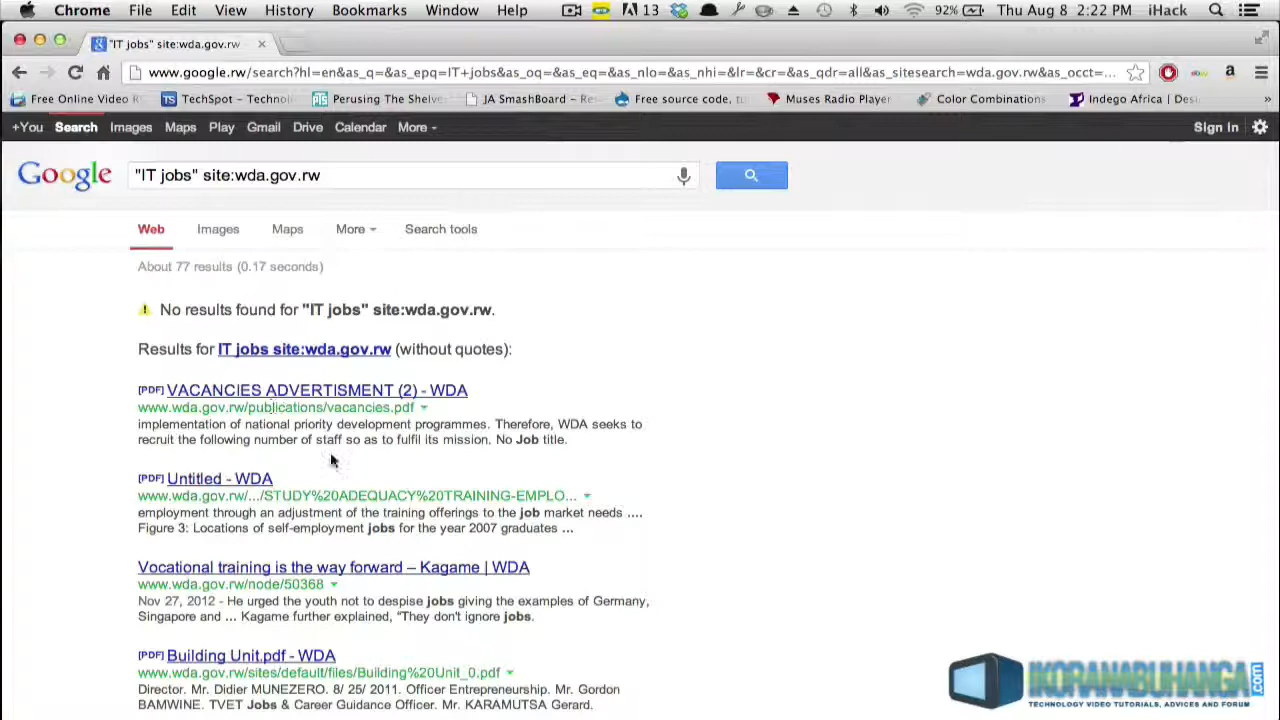 Chrome File Edit View History Bookmarks Window Help 13 92% Thu Aug 8 2:22 PM iHack
"IT jobs" site:wda.gov.rw
www.google.rw/search?hl=en&as_q=&as_epq=IT+jobs&as_oq=&as_eq=&as_nlo=&as_nhi=&lr=&cr=&as_qdr=all&as_sitesearch=wda.gov.rw&as_occt=...
Free Online Video TS TechSpot - Technol PTS Perusing The Shelve JA SmashBoard - Re Free source code, tu Muses Radio Player Color Combinations Indego Africa | Desi »
+You Search Images Maps Play Gmail Drive Calendar More Sign In
Google "IT jobs" site:wda.gov.rw
Web Images Maps More Search tools
About 77 results (0.17 seconds)
No results found for "IT jobs" site:wda.gov.rw.
Results for IT jobs site:wda.gov.rw (without quotes):
[PDF] VACANCIES ADVERTISMENT (2) - WDA
www.wda.gov.rw/publications/vacancies.pdf
implementation of national priority development programmes. Therefore, WDA seeks to
recruit the following number of staff so as to fulfil its mission. No Job title.
[PDF] Untitled - WDA
www.wda.gov.rw/.../STUDY%20ADEQUACY%20TRAINING-EMPLO...
employment through an adjustment of the training offerings to the job market needs ....
Figure 3: Locations of self-employment jobs for the year 2007 graduates ...
Vocational training is the way forward – Kagame | WDA
www.wda.gov.rw/node/50368
Nov 27, 2012 - He urged the youth not to despise jobs giving the examples of Germany,
Singapore and ... Kagame further explained, "They don't ignore jobs.
[PDF] Building Unit.pdf - WDA
www.wda.gov.rw/sites/default/files/Building%20Unit_0.pdf
Director. Mr. Didier MUNEZERO. 8/ 25/ 2011. Officer Entrepreneurship. Mr. Gordon
BAMWINE. TVET Jobs & Career Guidance Officer. Mr. KARAMUTSA Gerard.
IKORANABUHANGA.com
TECHNOLOGY VIDEO TUTORIALS, ADVICES AND FORUM